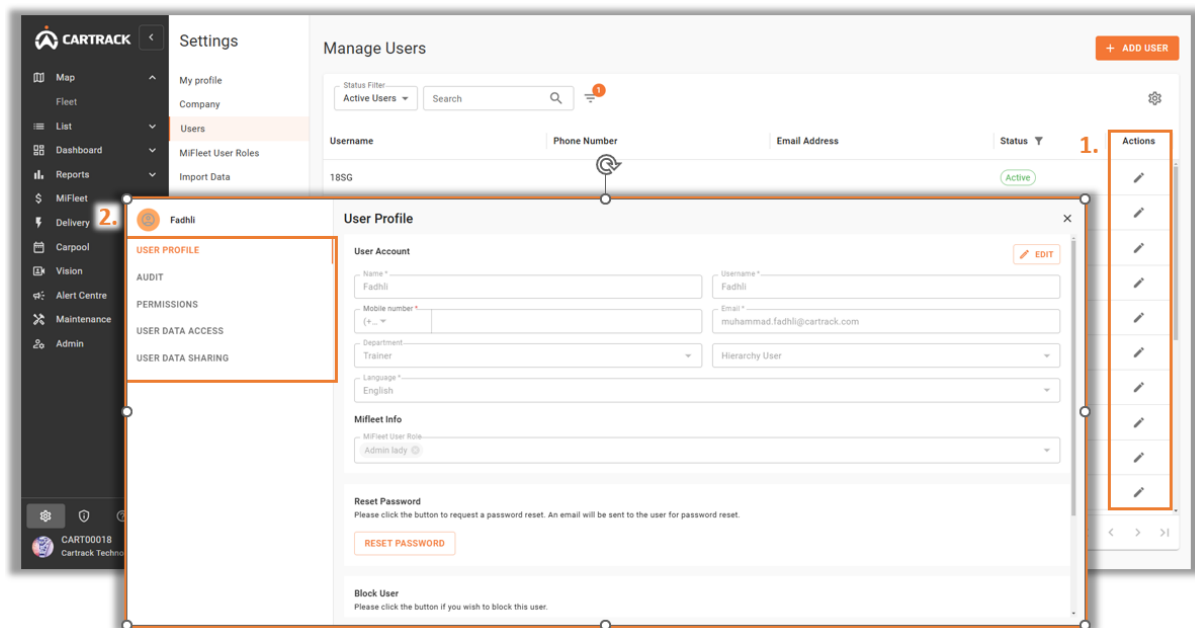 CARTRACK
Map
Fleet
List
Dashboard
Reports
MiFleet
Delivery
Carpool
Vision
Alert Centre
Maintenance
Admin
CART00018
Cartrack Techno
Settings
My profile
Company
Users
MiFleet User Roles
Import Data
Manage Users
+ ADD USER
Status Filter
Active Users
Search
1
Username
Phone Number
Email Address
Status
1.
Actions
18SG
Active
2.
Fadhli
USER PROFILE
AUDIT
PERMISSIONS
USER DATA ACCESS
USER DATA SHARING
User Profile
User Account
EDIT
Name *
Fadhli
Username *
Fadhli
Mobile number *
(+...
Email *
muhammad.fadhli@cartrack.com
Department
Trainer
Hierarchy User
Language *
English
Mifleet Info
MiFleet User Role
Admin lady
Reset Password
Please click the button to request a password reset. An email will be sent to the user for password reset.
RESET PASSWORD
Block User
Please click the button if you wish to block this user.